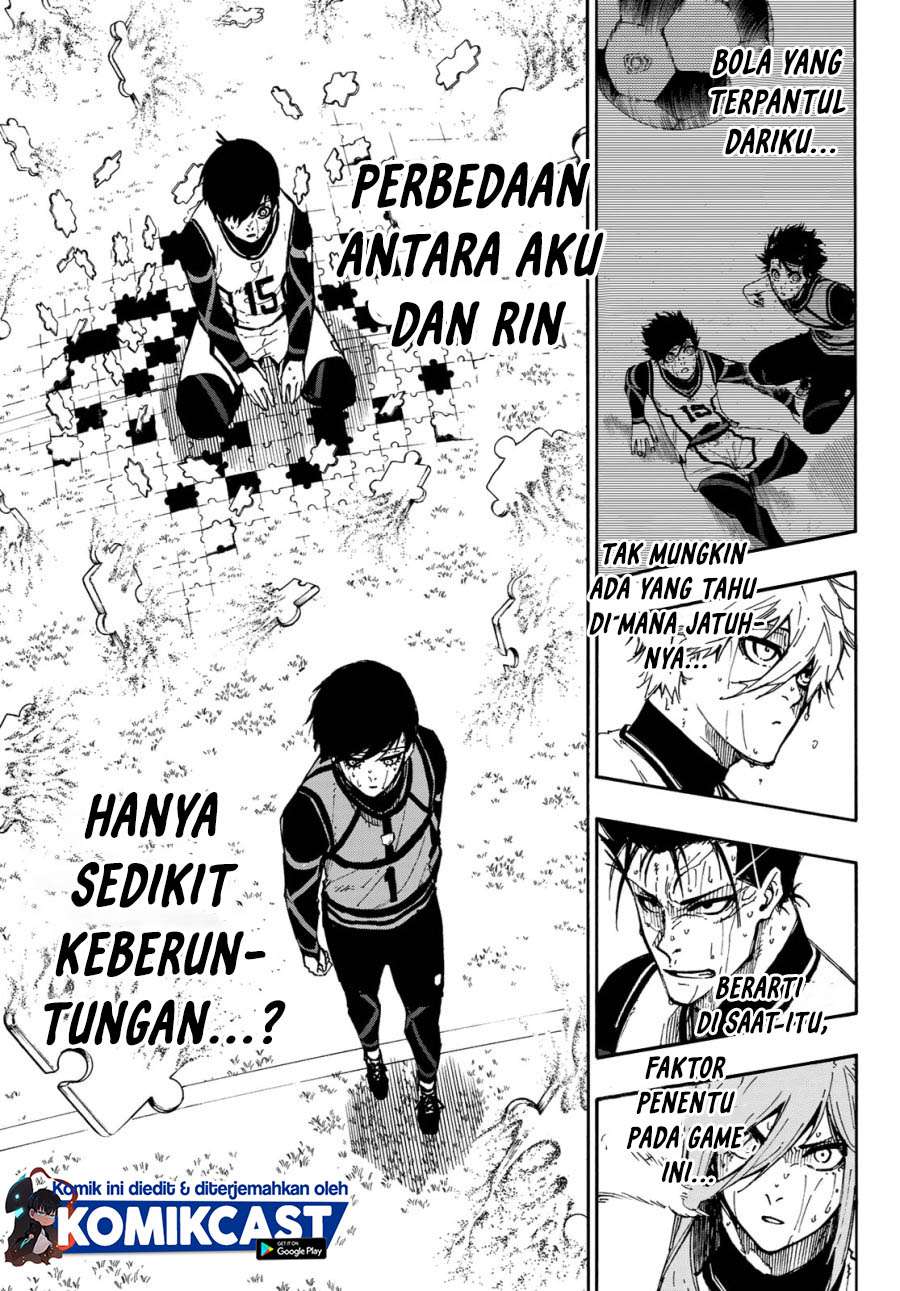 BOLA YANG
TERPANTUL
DARIKU...
TAK MUNGKIN
ADA YANG TAHU
DI MANA JATUH-
NYA...
BERARTI
DI SAAT ITU,
FAKTOR
PENENTU
PADA GAME
INI...
PERBEDAAN
ANTARA AKU
DAN RIN
15
15
HANYA
SEDIKIT
KEBERUN-
TUNGAN...?
1
Komik ini diedit & diterjemahkan oleh
KOMIKCAST
GET IT ON
Google Play